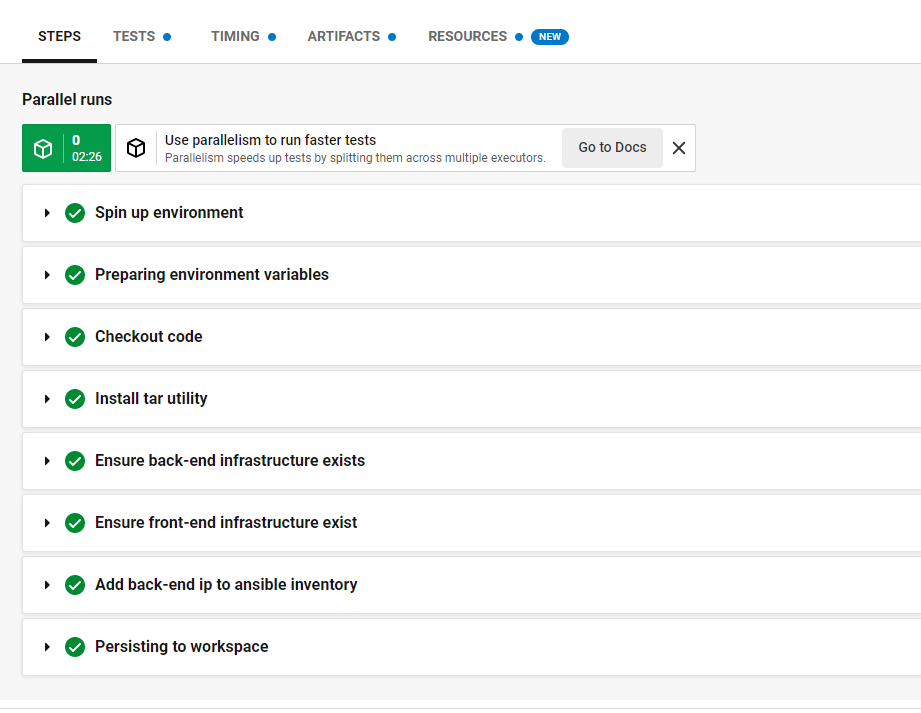 STEPS TESTS TIMING ARTIFACTS RESOURCES NEW
Parallel runs
0
02:26
Use parallelism to run faster tests
Parallelism speeds up tests by splitting them across multiple executors.
Go to Docs
Spin up environment
Preparing environment variables
Checkout code
Install tar utility
Ensure back-end infrastructure exists
Ensure front-end infrastructure exist
Add back-end ip to ansible inventory
Persisting to workspace